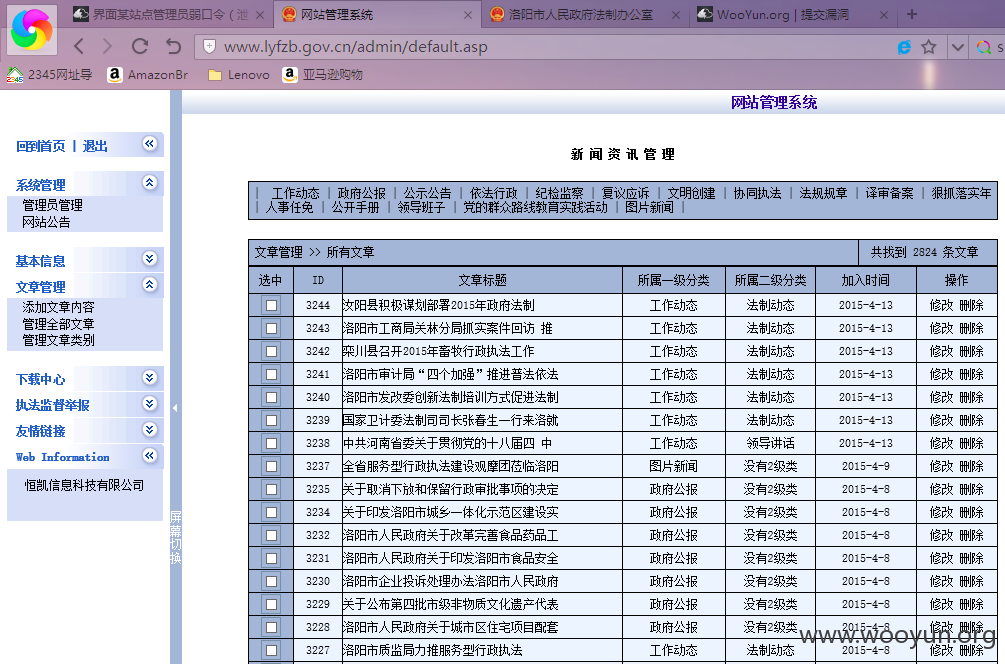 界面某站点管理员弱口令（泄
网站管理系统
洛阳市人民政府法制办公室
WooYun.org | 提交漏洞
www.lyfzb.gov.cn/admin/default.asp
2345网址导
AmazonBr
Lenovo
亚马逊购物
网站管理系统
回到首页 | 退出
系统管理
管理员管理
网站公告
基本信息
文章管理
添加文章内容
管理全部文章
管理文章类别
下载中心
执法监督举报
友情链接
Web Information
恒凯信息科技有限公司
屏幕切换
新闻资讯管理
| 工作动态 | 政府公报 | 公示公告 | 依法行政 | 纪检监察 | 复议应诉 | 文明创建 | 协同执法 | 法规规章 | 译审备案 | 狠抓落实年
| 人事任免 | 公开手册 | 领导班子 | 党的群众路线教育实践活动 | 图片新闻 |
文章管理 >> 所有文章 共找到 2824 条文章
选中 ID 文章标题 所属一级分类 所属二级分类 加入时间 操作
3244 汝阳县积极谋划部署2015年政府法制 工作动态 法制动态 2015-4-13 修改 删除
3243 洛阳市工商局关林分局抓实案件回访 推 工作动态 法制动态 2015-4-13 修改 删除
3242 栾川县召开2015年畜牧行政执法工作 工作动态 法制动态 2015-4-13 修改 删除
3241 洛阳市审计局“四个加强”推进普法依法 工作动态 法制动态 2015-4-13 修改 删除
3240 洛阳市发改委创新法制培训方式促进法制 工作动态 法制动态 2015-4-13 修改 删除
3239 国家卫计委法制司司长张春生一行来洛就 工作动态 法制动态 2015-4-13 修改 删除
3238 中共河南省委关于贯彻党的十八届四 中 工作动态 领导讲话 2015-4-13 修改 删除
3237 全省服务型行政执法建设观摩团莅临洛阳 图片新闻 没有2级类 2015-4-9 修改 删除
3235 关于取消下放和保留行政审批事项的决定 政府公报 没有2级类 2015-4-8 修改 删除
3234 关于印发洛阳市城乡一体化示范区建设实 政府公报 没有2级类 2015-4-8 修改 删除
3232 洛阳市人民政府关于改革完善食品药品工 政府公报 没有2级类 2015-4-8 修改 删除
3231 洛阳市人民政府关于印发洛阳市食品安全 政府公报 没有2级类 2015-4-8 修改 删除
3230 洛阳市企业投诉处理办法洛阳市人民政府 政府公报 没有2级类 2015-4-8 修改 删除
3229 关于公布第四批市级非物质文化遗产代表 政府公报 没有2级类 2015-4-8 修改 删除
3228 洛阳市人民政府关于城市区住宅项目配套 政府公报 没有2级类 2015-4-8 修改 删除
3227 洛阳市质监局力推服务型行政执法 工作动态 法制动态 2015-4-8 修改 删除
www.wooyun.org